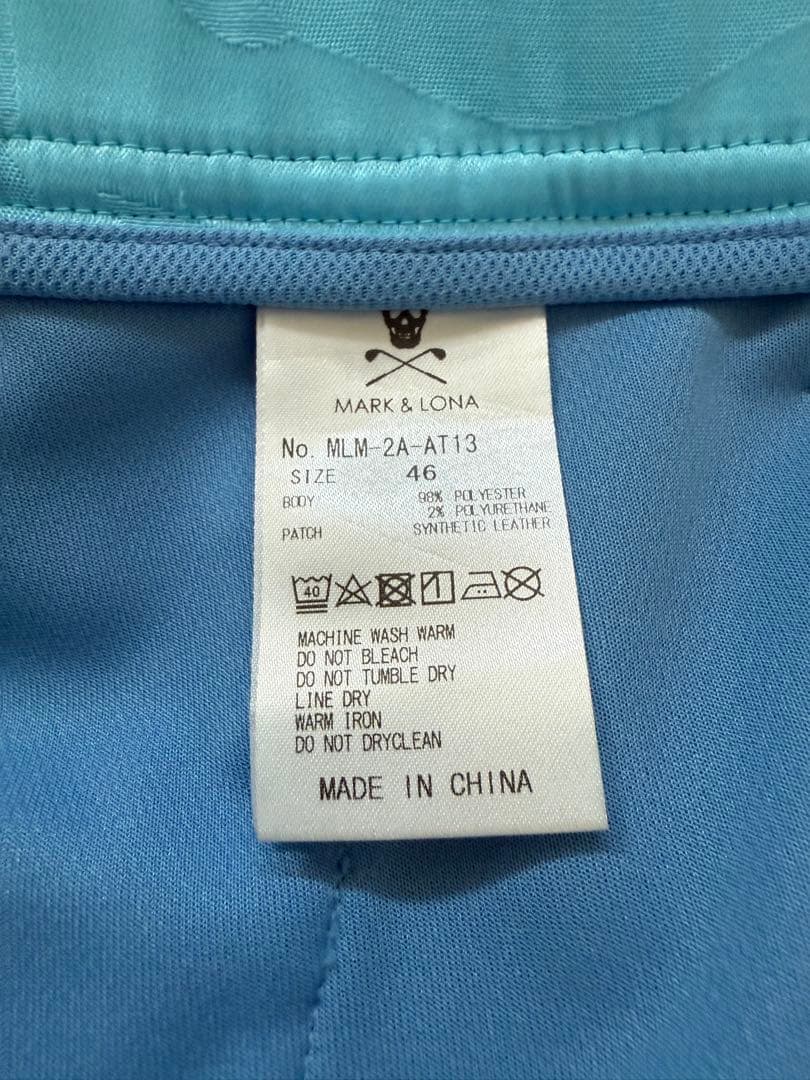 MARK & LONA
No. MLM-2A-AT13
SIZE 46
BODY 98% POLYESTER
2% POLYURETHANE
PATCH SYNTHETIC LEATHER
40
MACHINE WASH WARM
DO NOT BLEACH
DO NOT TUMBLE DRY
LINE DRY
WARM IRON
DO NOT DRYCLEAN
MADE IN CHINA